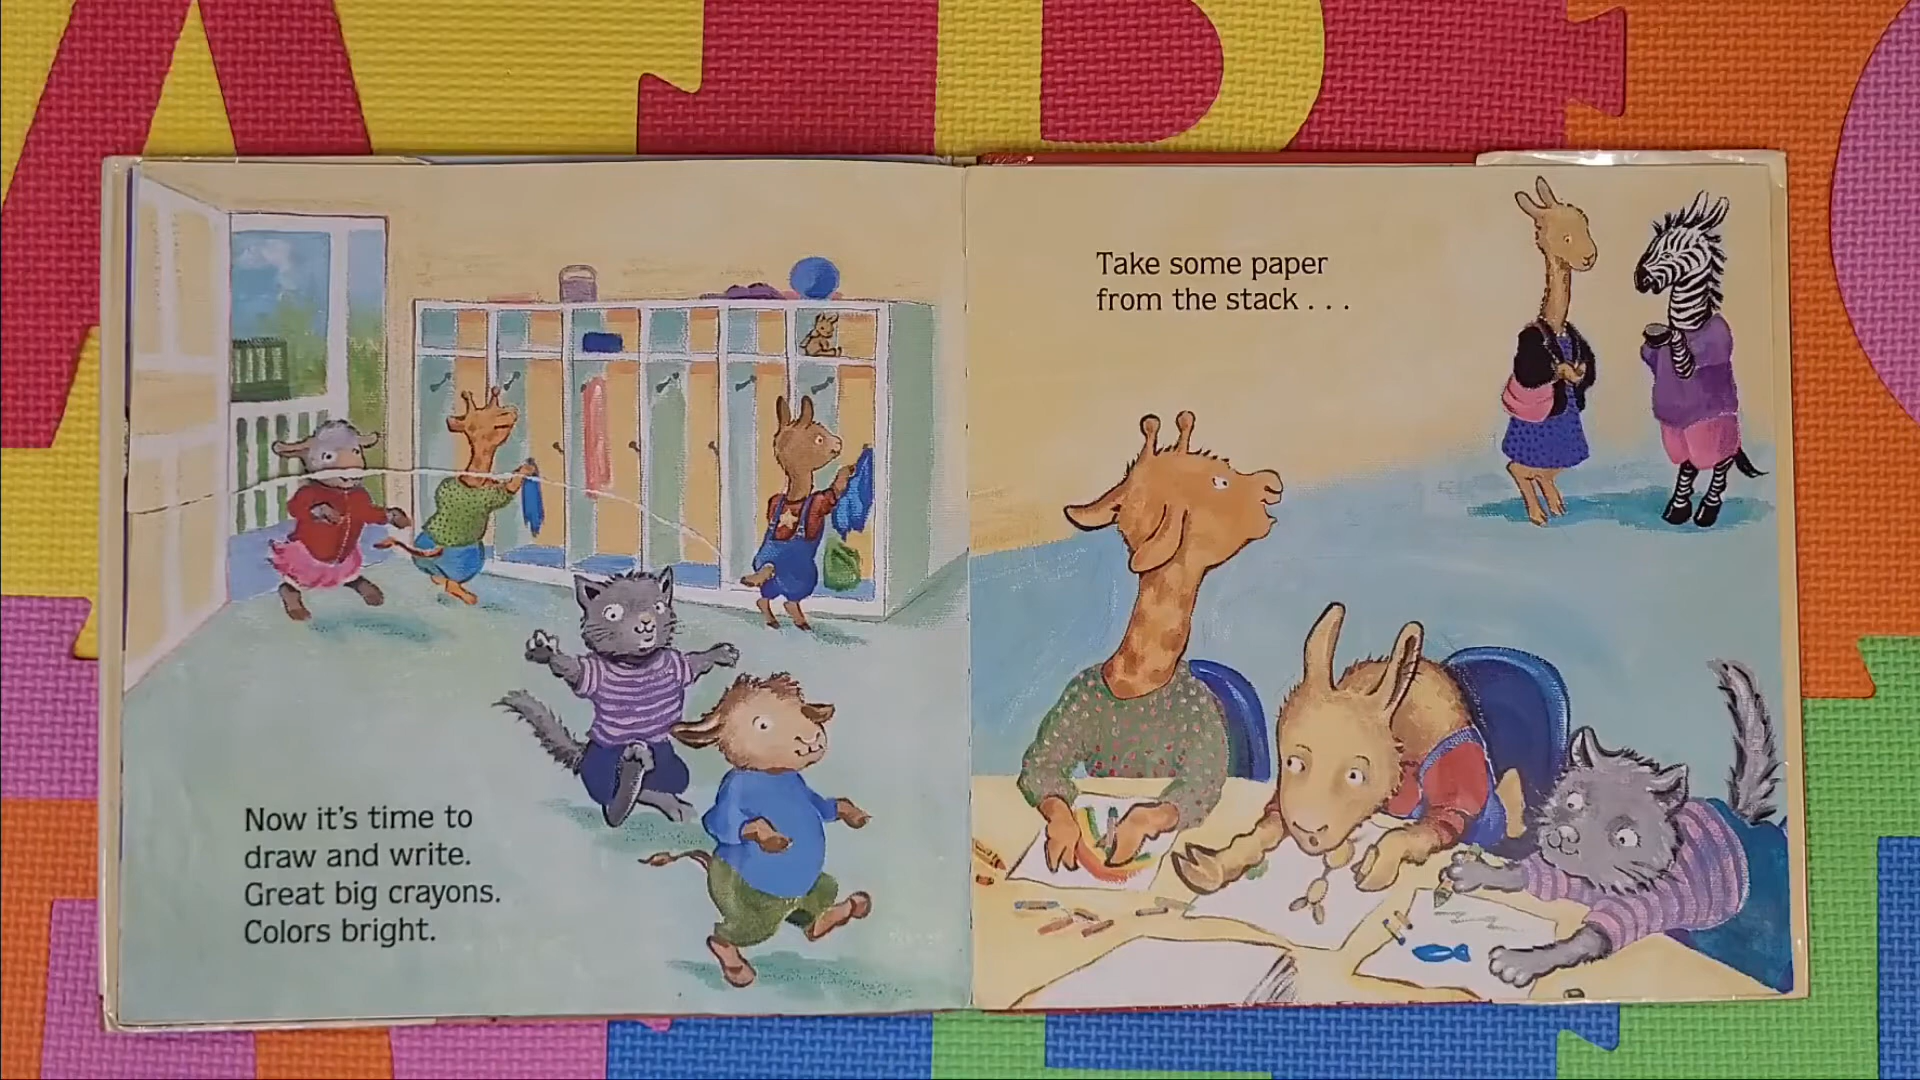 Now it's time to
draw and write.
Great big crayons.
Colors bright.
Take some paper
from the stack . . .